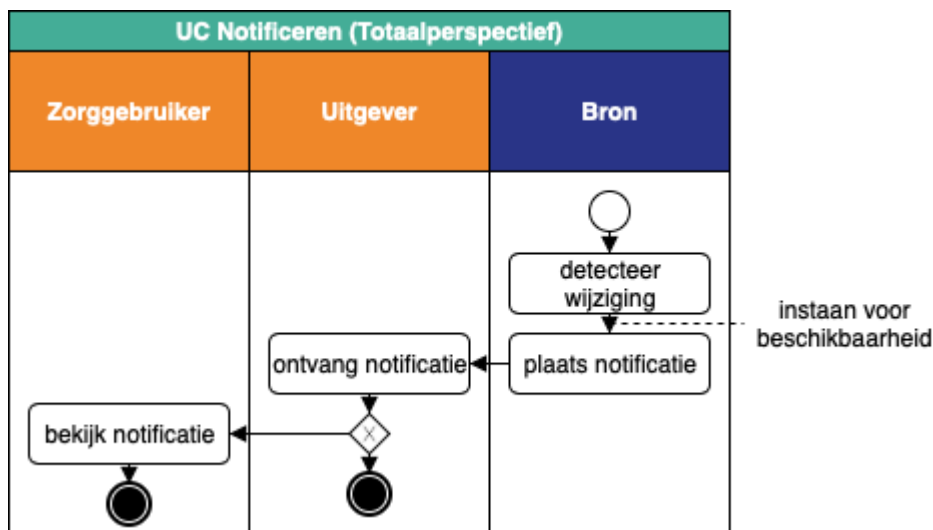 UC Notificeren (Totaalperspectief)
Zorggebruiker
Uitgever
Bron
detecteer
wijziging
instaan voor
beschikbaarheid
ontvang notificatie
plaats notificatie
bekijk notificatie
X